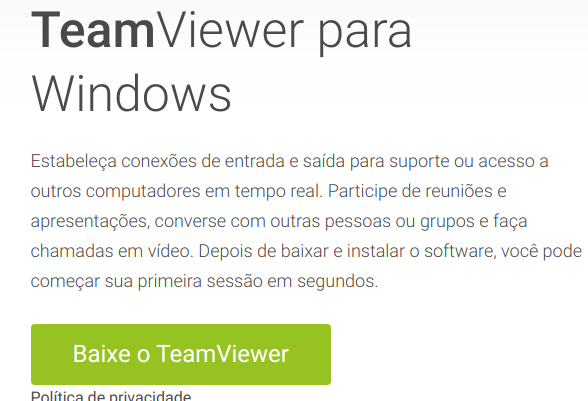 TeamViewer para
Windows
Estabeleça conexões de entrada e saída para suporte ou acesso a
outros computadores em tempo real. Participe de reuniões e
apresentações, converse com outras pessoas ou grupos e faça
chamadas em vídeo. Depois de baixar e instalar o software, você pode
começar sua primeira sessão em segundos.
Baixe o TeamViewer
Política de privacidade